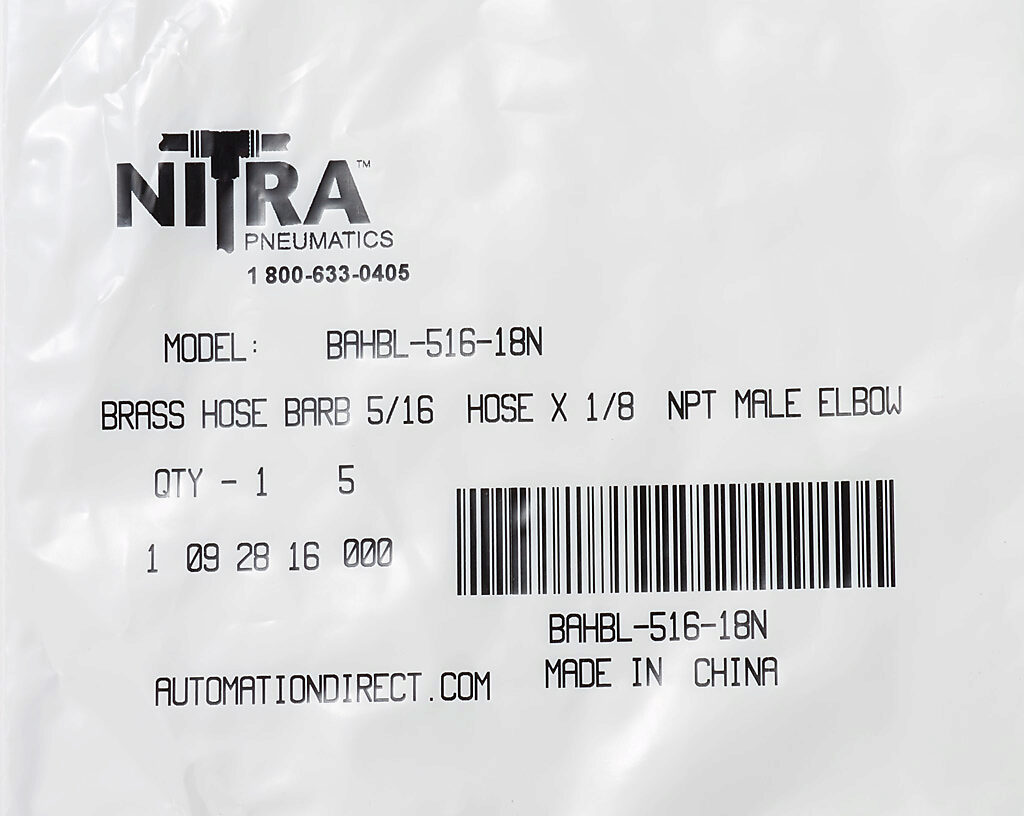 NITRA™
PNEUMATICS
1 800-633-0405
MODEL: BAHBL-516-18N
BRASS HOSE BARB 5/16 HOSE X 1/8 NPT MALE ELBOW
QTY - 1 5
1 09 28 16 000
BAHBL-516-18N
MADE IN CHINA
AUTOMATIONDIRECT.COM